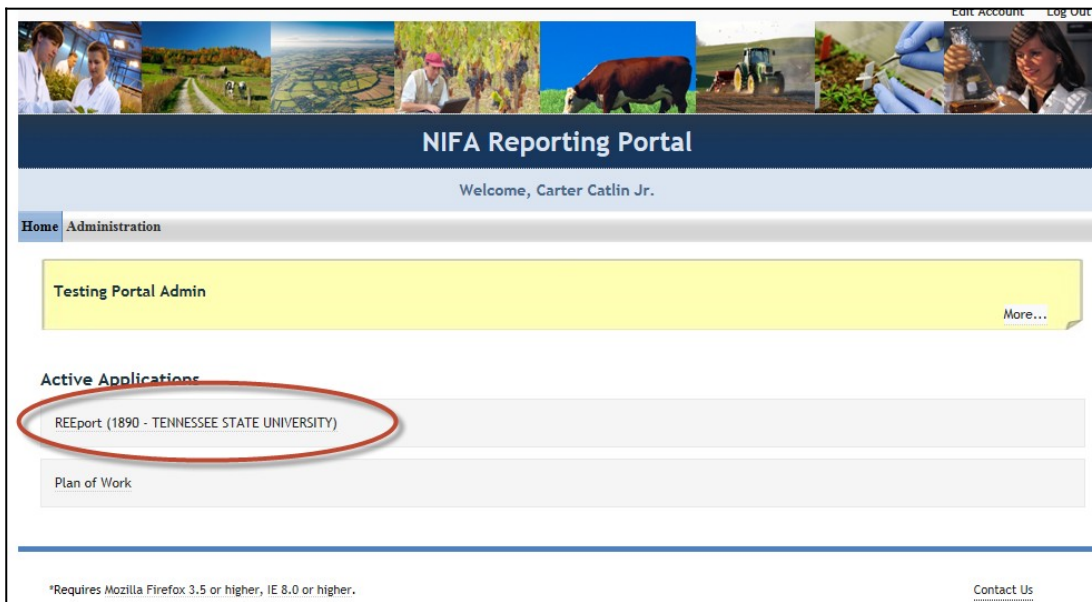 Edit Account Log Out
NIFA Reporting Portal
Welcome, Carter Catlin Jr.
Home Administration
Testing Portal Admin
More...
Active Applications
REEport (1890 - TENNESSEE STATE UNIVERSITY)
Plan of Work
*Requires Mozilla Firefox 3.5 or higher, IE 8.0 or higher. Contact Us